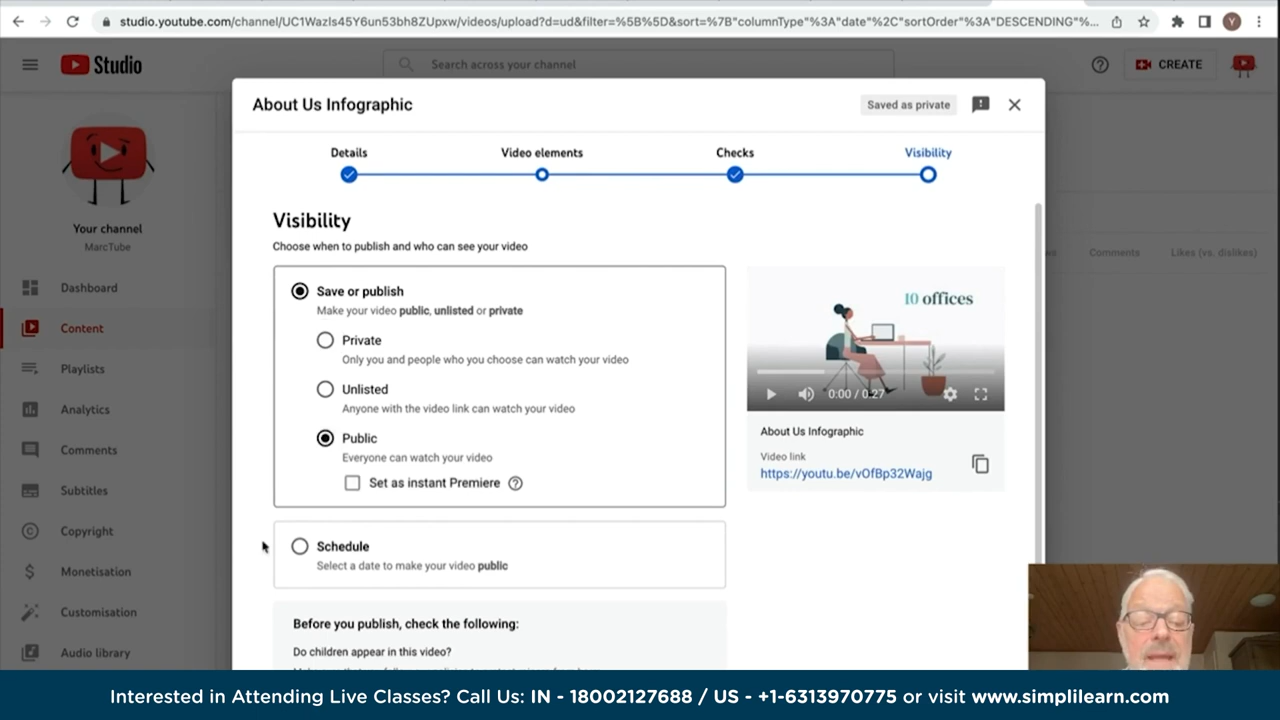 studio.youtube.com/channel/UC1WazIs45Y6un53bh8ZUpxw/videos/upload?d=ud&filter=%5B%5D&sort=%7B"columnType"%3A"date"%2C"sortOrder"%3A"DESCENDING"%...
Y
Studio
Search across your channel
CREATE
About Us Infographic
Saved as private
Details
Video elements
Checks
Visibility
Your channel
MarcTube
Dashboard
Content
Playlists
Analytics
Comments
Subtitles
Copyright
Monetisation
Customisation
Audio library
Visibility
Choose when to publish and who can see your video
Save or publish
Make your video public, unlisted or private
Private
Only you and people who you choose can watch your video
Unlisted
Anyone with the video link can watch your video
Public
Everyone can watch your video
Set as instant Premiere
Schedule
Select a date to make your video public
Before you publish, check the following:
Do children appear in this video?
10 offices
0:00 / 0:27
About Us Infographic
Video link
https://youtu.be/vOfBp32Wajg
Comments
Likes (vs. dislikes)
Interested in Attending Live Classes? Call Us: IN - 18002127688 / US - +1-6313970775 or visit www.simplilearn.com